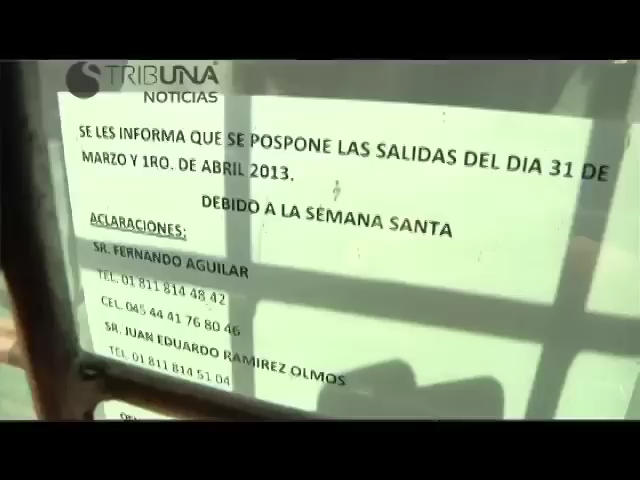 TRIBUNA
NOTICIAS
SE LES INFORMA QUE SE POSPONE LAS SALIDAS DEL DIA 31 DE
MARZO Y 1RO. DE ABRIL 2013.
DEBIDO A LA SEMANA SANTA
ACLARACIONES:
SR. FERNANDO AGUILAR
TEL. 01 811 814 48 42
CEL. 045 44 41 76 80 46
SR. JUAN EDUARDO RAMIREZ OLMOS
TEL. 01 811 814 51 04